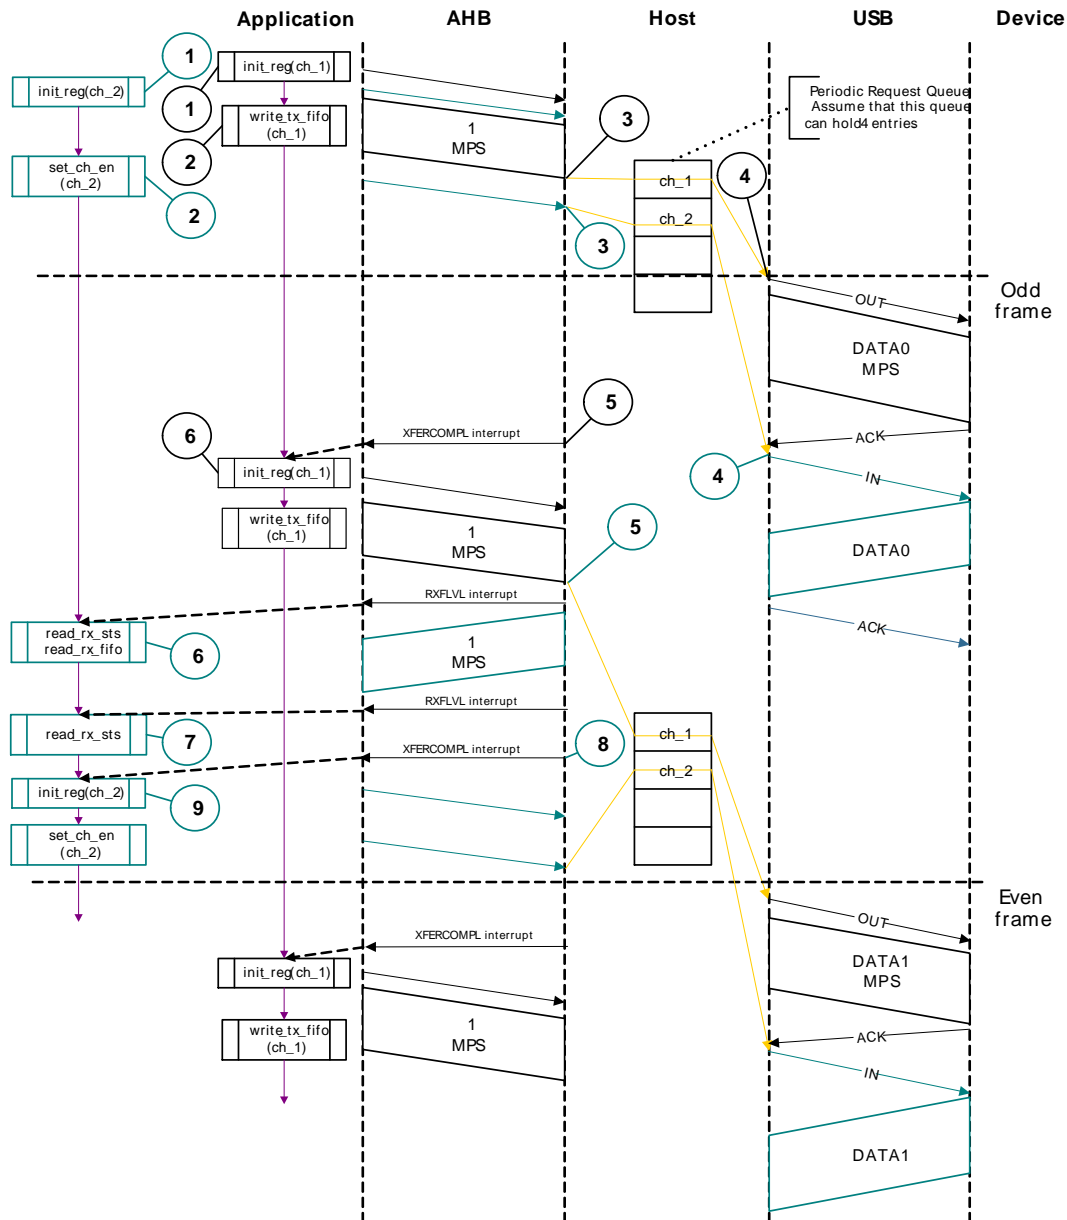 Application AHB Host USB Device
1
init_reg(ch_1)
init_reg(ch_2)
1
Periodic Request Queue
Assume that this queue
can hold4 entries
write_tx_fifo
(ch_1)
1
MPS
3
2
set_ch_en
(ch_2)
2
ch_1
4
ch_2
3
Odd
frame
OUT
DATA0
MPS
5
6
XFERCOMPL interrupt
ACK
init_reg(ch_1)
4
IN
write_tx_fifo
(ch_1)
1
MPS
5
DATA0
RXFLVL interrupt
read_rx_sts
read_rx_fifo
6
1
MPS
ACK
RXFLVL interrupt
read_rx_sts
7
ch_1
XFERCOMPL interrupt
8
ch_2
init_reg(ch_2)
9
set_ch_en
(ch_2)
Even
frame
OUT
XFERCOMPL interrupt
init_reg(ch_1)
DATA1
MPS
write_tx_fifo
(ch_1)
1
MPS
ACK
IN
DATA1